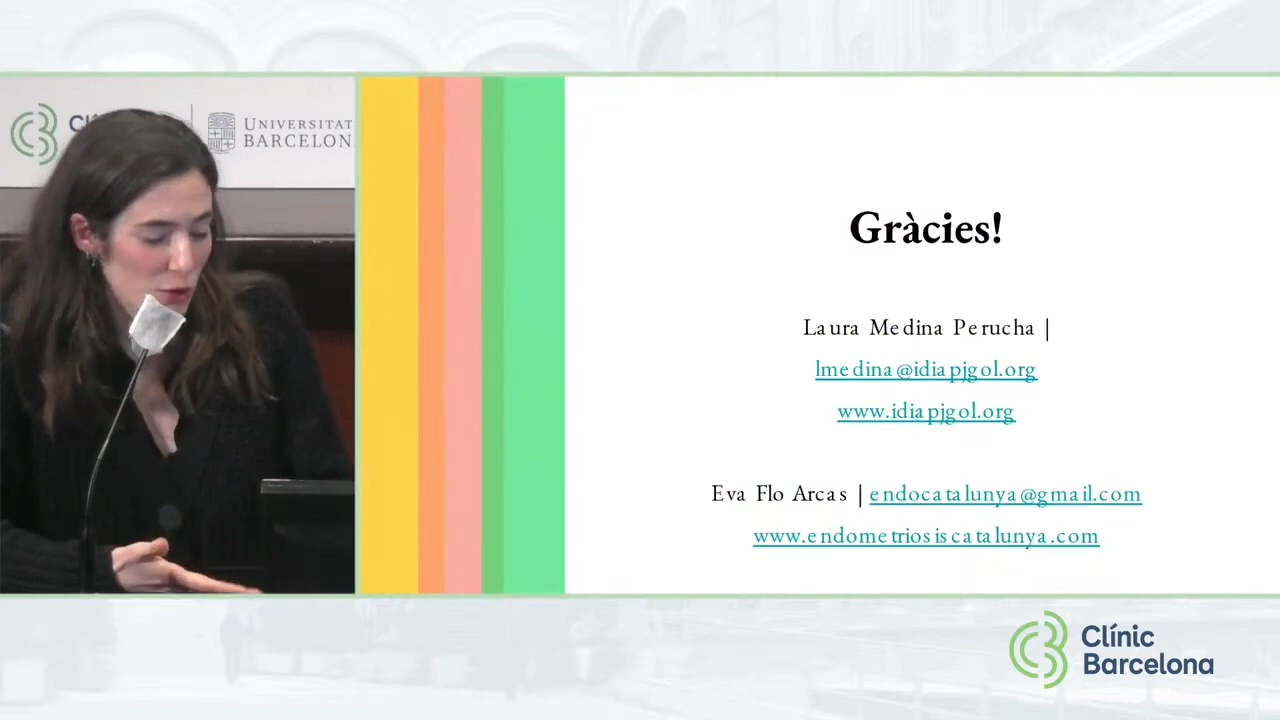 UNIVERSITAT
BARCELON
Gràcies!
Laura Medina Perucha |
lmedina@idiapjgol.org
www.idiapjgol.org
Eva Flo Arcas | endocatalunya@gmail.com
www.endometriosiscatalunya.com
Clínic
Barcelona